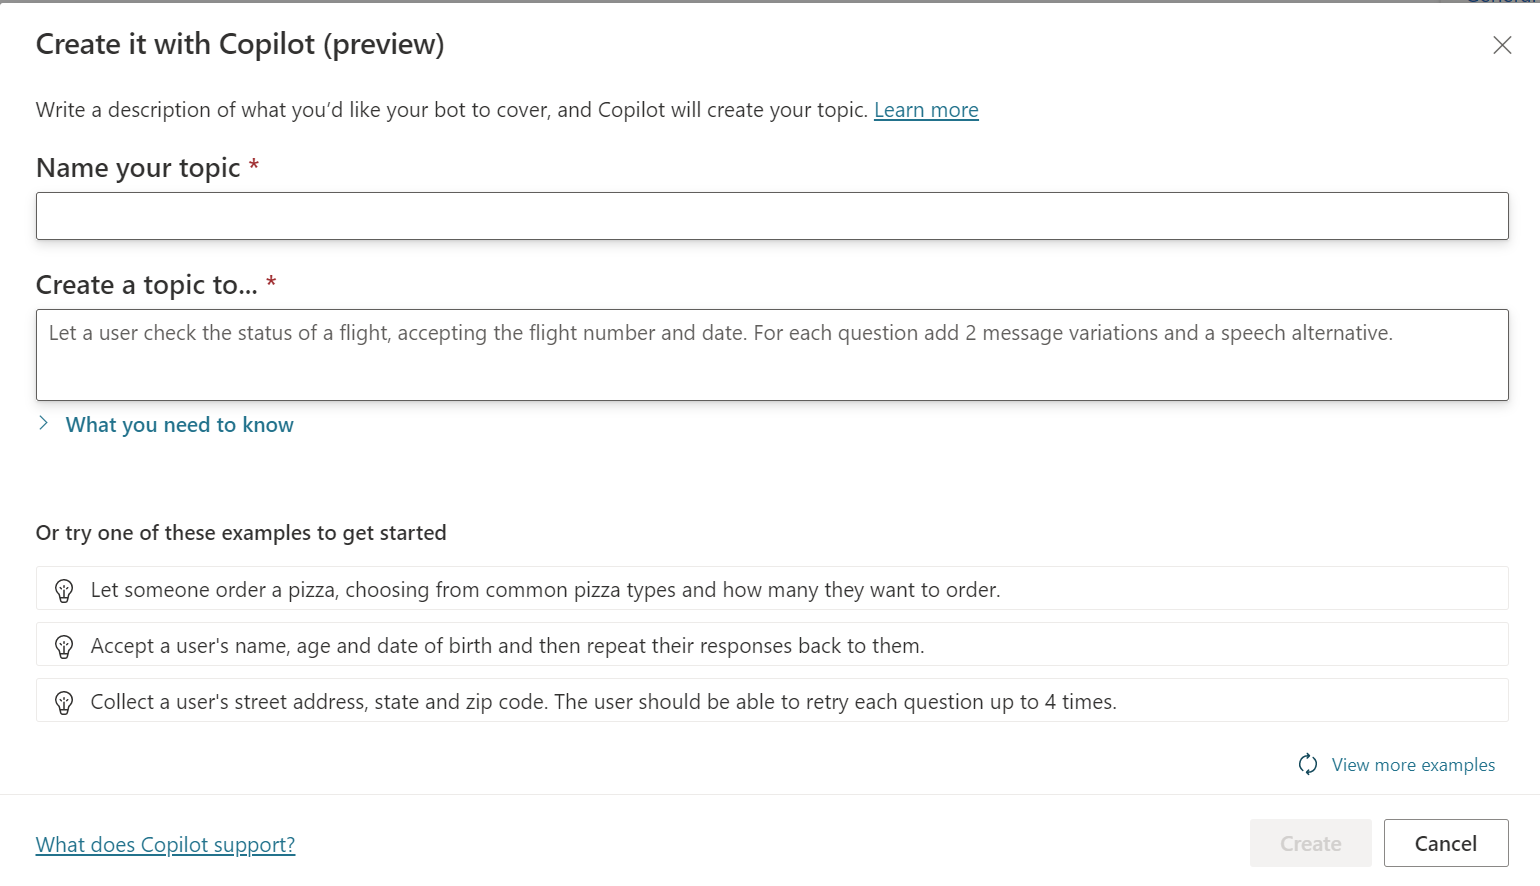 Create it with Copilot (preview)
Write a description of what you’d like your bot to cover, and Copilot will create your topic. Learn more
Name your topic *
Create a topic to... *
Let a user check the status of a flight, accepting the flight number and date. For each question add 2 message variations and a speech alternative.
What you need to know
Or try one of these examples to get started
Let someone order a pizza, choosing from common pizza types and how many they want to order.
Accept a user's name, age and date of birth and then repeat their responses back to them.
Collect a user's street address, state and zip code. The user should be able to retry each question up to 4 times.
View more examples
What does Copilot support?
Create
Cancel